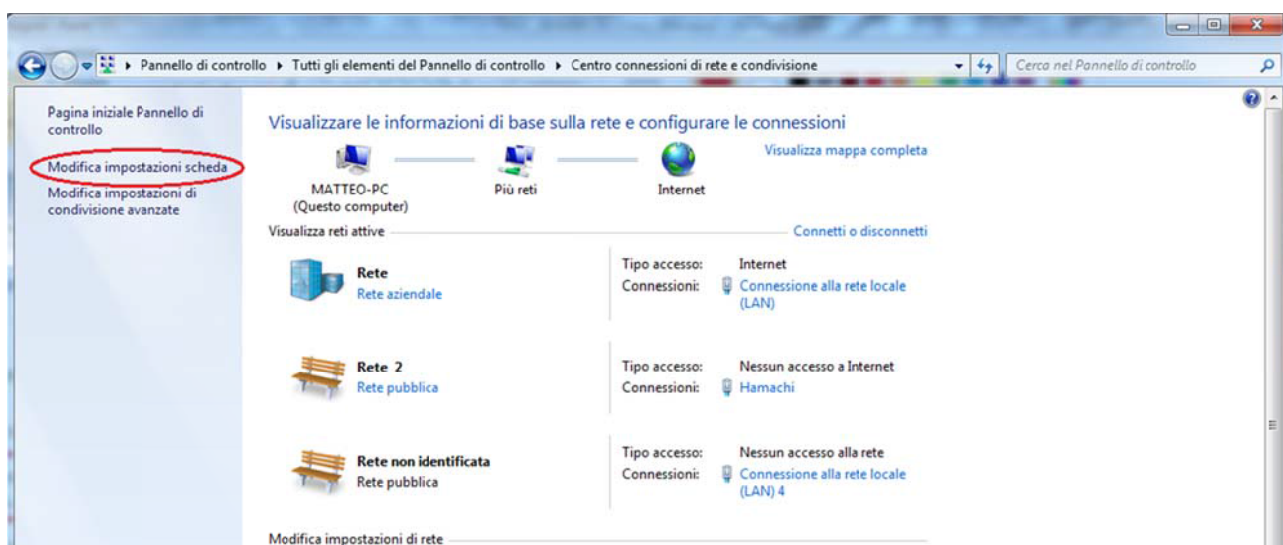 Pannello di controllo ▸ Tutti gli elementi del Pannello di controllo ▸ Centro connessioni di rete e condivisione
Cerca nel Pannello di controllo
Pagina iniziale Pannello di
controllo
Modifica impostazioni scheda
Modifica impostazioni di
condivisione avanzate
Visualizzare le informazioni di base sulla rete e configurare le connessioni
Visualizza mappa completa
MATTEO-PC
(Questo computer)
Più reti
Internet
Visualizza reti attive
Connetti o disconnetti
Rete
Rete aziendale
Tipo accesso: Internet
Connessioni: Connessione alla rete locale
(LAN)
Rete 2
Rete pubblica
Tipo accesso: Nessun accesso a Internet
Connessioni: Hamachi
Rete non identificata
Rete pubblica
Tipo accesso: Nessun accesso alla rete
Connessioni: Connessione alla rete locale
(LAN) 4
Modifica impostazioni di rete